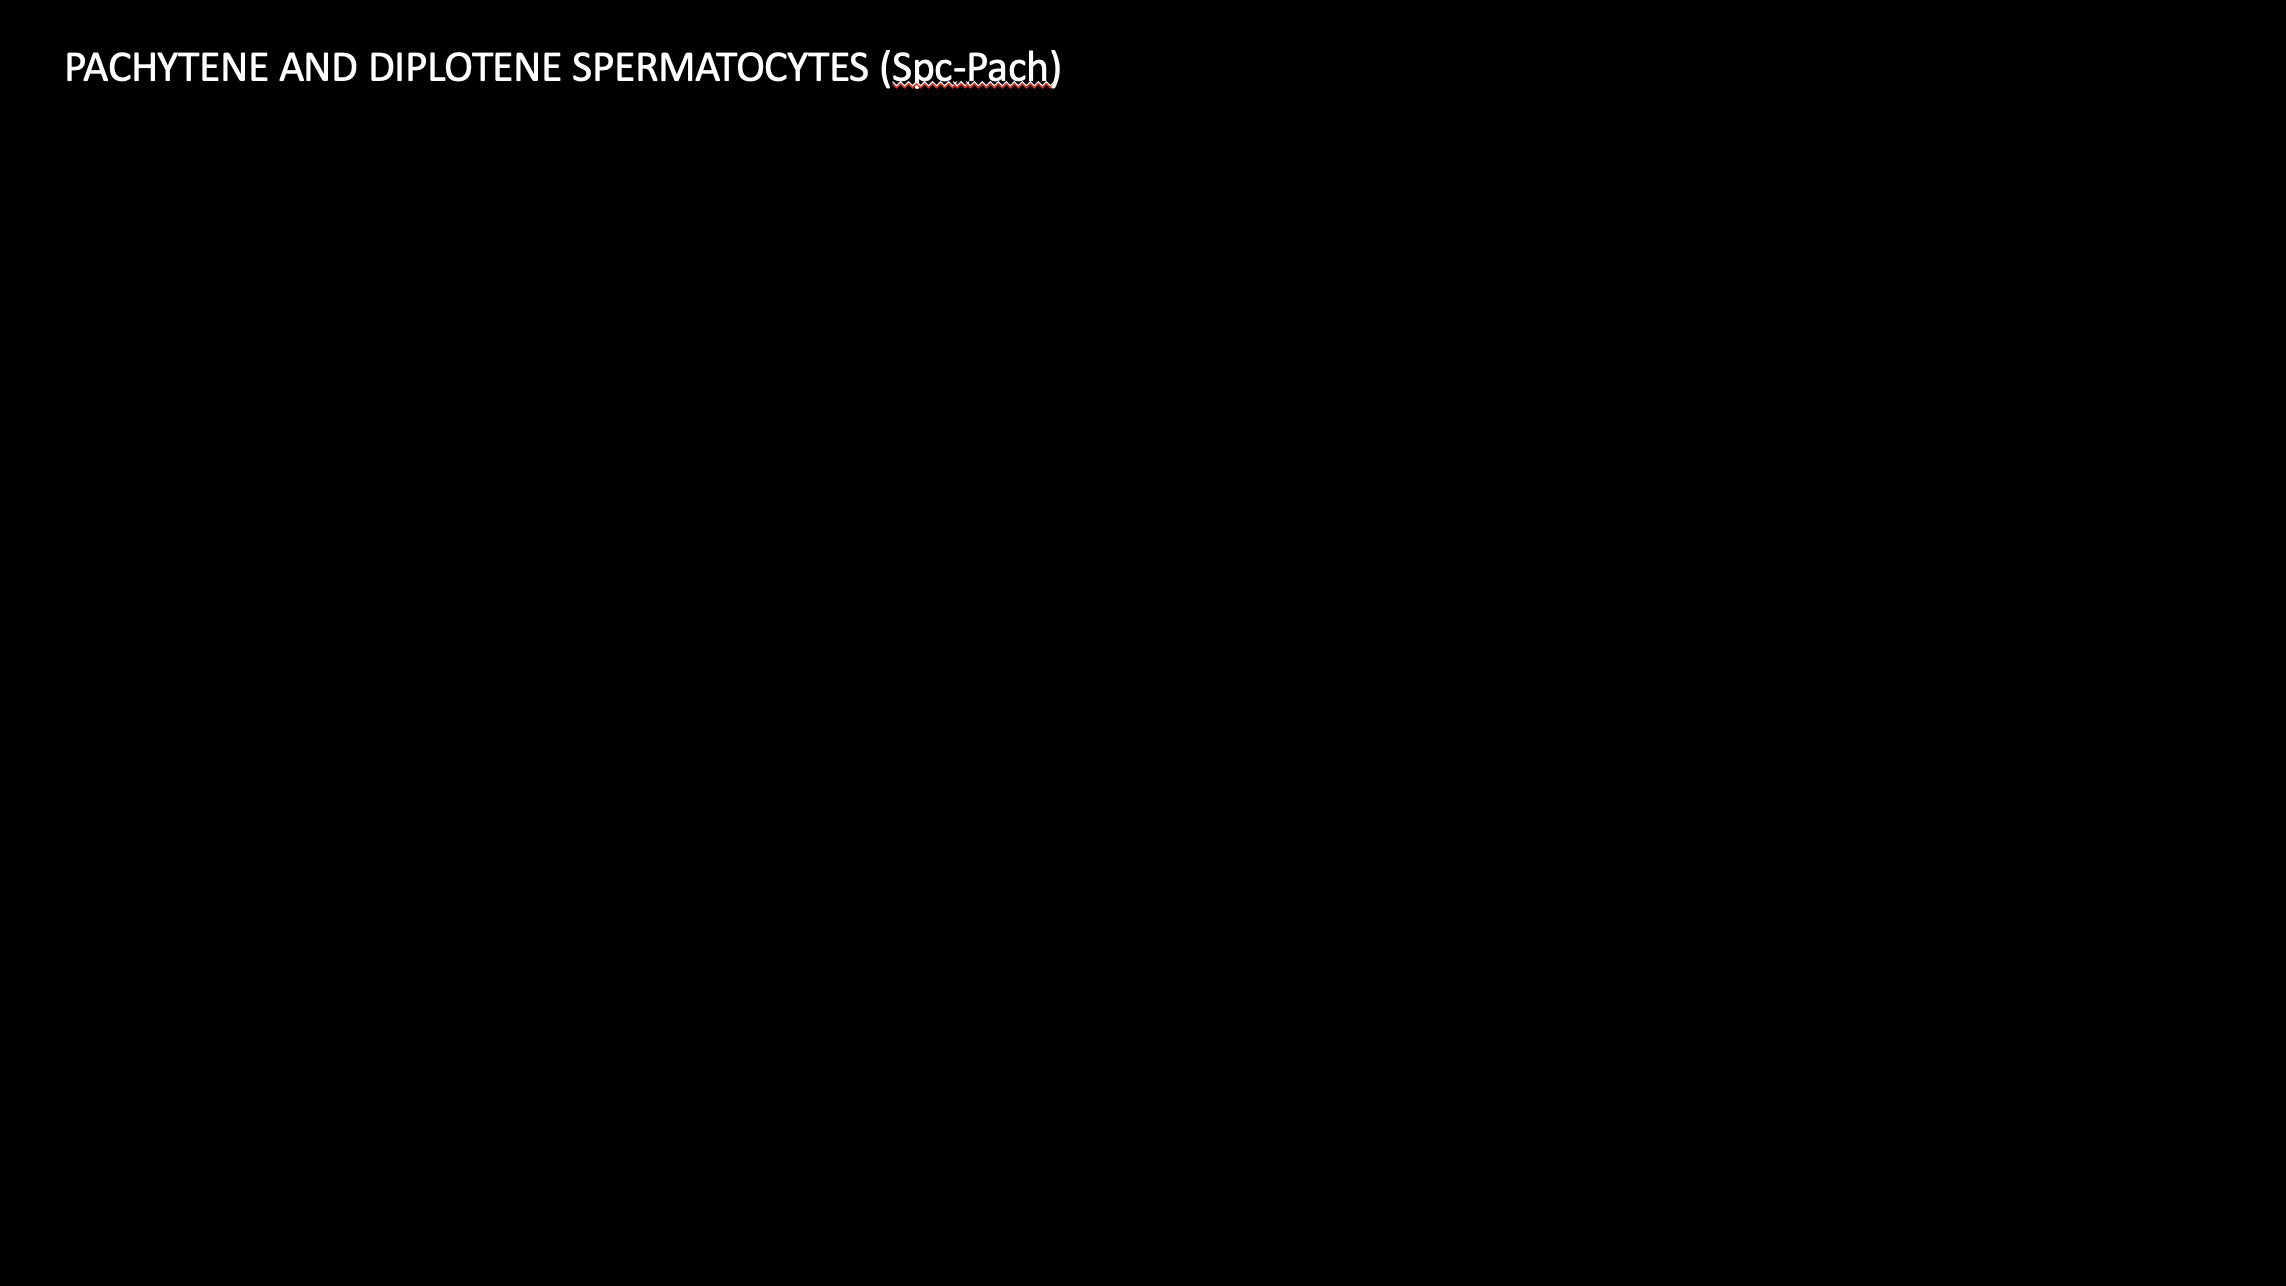 PACHYTENE AND DIPLOTENE SPERMATOCYTES (Spc-Pach)